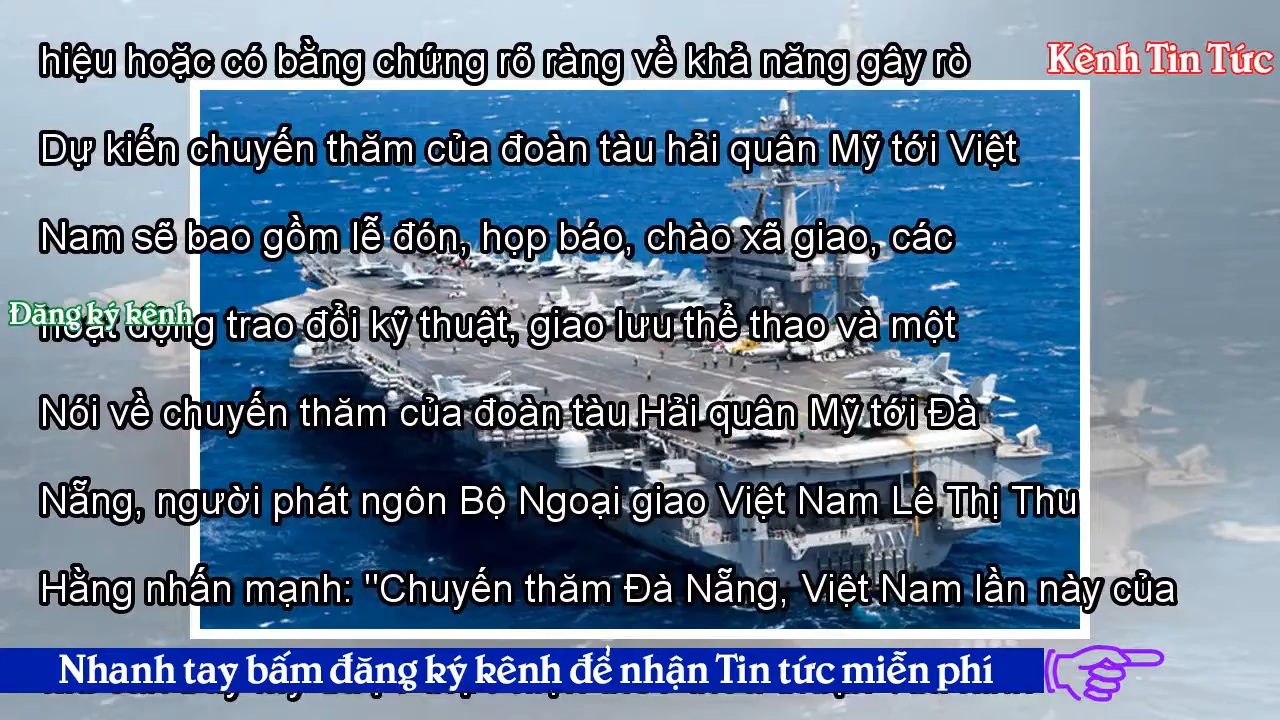 hiệu hoặc có bằng chứng rõ ràng về khả năng gây rò
Kênh Tin Tức
Dự kiến chuyến thăm của đoàn tàu hải quân Mỹ tới Việt
Nam sẽ bao gồm lễ đón, họp báo, chào xã giao, các
Đăng ký kênh
hoạt động trao đổi kỹ thuật, giao lưu thể thao và một
Nói về chuyến thăm của đoàn tàu Hải quân Mỹ tới Đà
Nẵng, người phát ngôn Bộ Ngoại giao Việt Nam Lê Thị Thu
Hằng nhấn mạnh: "Chuyến thăm Đà Nẵng, Việt Nam lần này của
Nhanh tay bấm đăng ký kênh để nhận Tin tức miễn phí